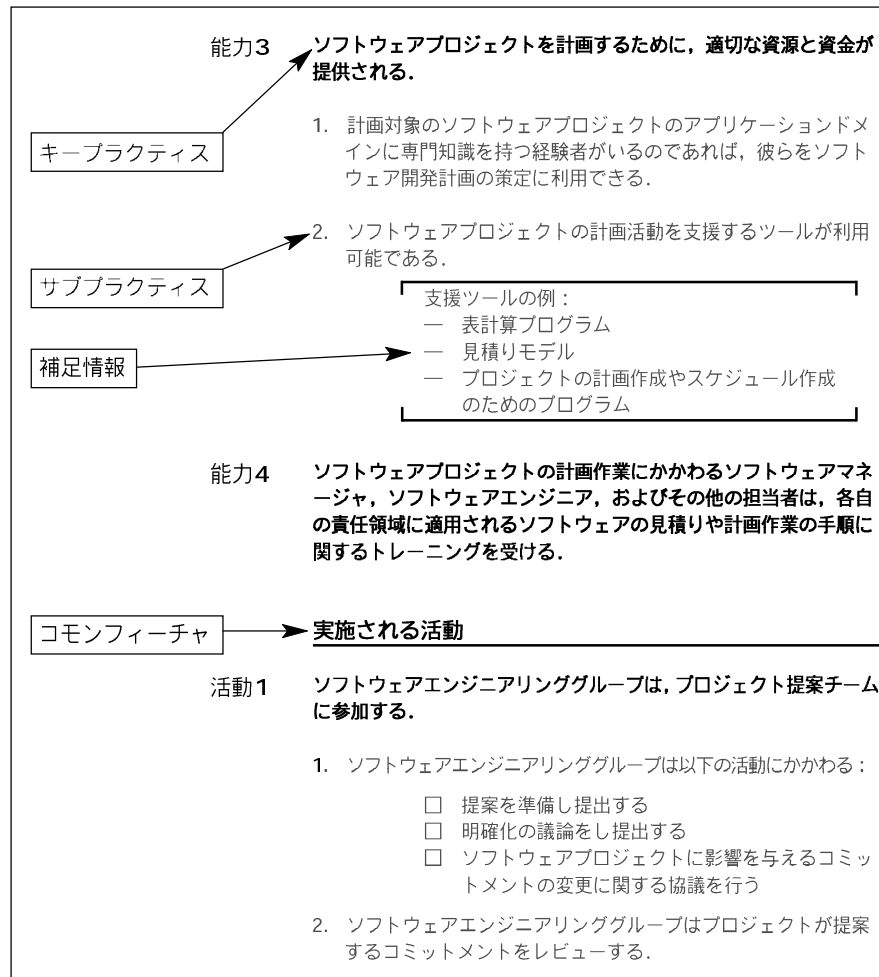 能力3 ソフトウェアプロジェクトを計画するために，適切な資源と資金が
提供される．
キープラクティス
1. 計画対象のソフトウェアプロジェクトのアプリケーションドメ
インに専門知識を持つ経験者がいるのであれば，彼らをソフト
ウェア開発計画の策定に利用できる．
2. ソフトウェアプロジェクトの計画活動を支援するツールが利用
可能である．
サブプラクティス
支援ツールの例：
— 表計算プログラム
— 見積りモデル
補足情報
— プロジェクトの計画作成やスケジュール作成
のためのプログラム
能力4 ソフトウェアプロジェクトの計画作業にかかわるソフトウェアマネ
ージャ，ソフトウェアエンジニア，およびその他の担当者は，各自
の責任領域に適用されるソフトウェアの見積りや計画作業の手順に
関するトレーニングを受ける．
コモンフィーチャ
実施される活動
活動1 ソフトウェアエンジニアリンググループは，プロジェクト提案チーム
に参加する．
1. ソフトウェアエンジニアリンググループは以下の活動にかかわる：
□ 提案を準備し提出する
□ 明確化の議論をし提出する
□ ソフトウェアプロジェクトに影響を与えるコミッ
トメントの変更に関する協議を行う
2. ソフトウェアエンジニアリンググループはプロジェクトが提案
するコミットメントをレビューする．